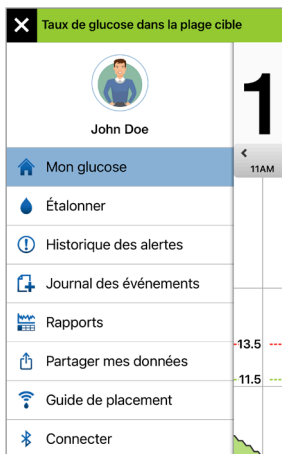 Taux de glucose dans la plage cible
John Doe
1
11AM
Mon glucose
Étalonner
Historique des alertes
Journal des événements
Rapports
13.5
Partager mes données
11.5
Guide de placement
Connecter